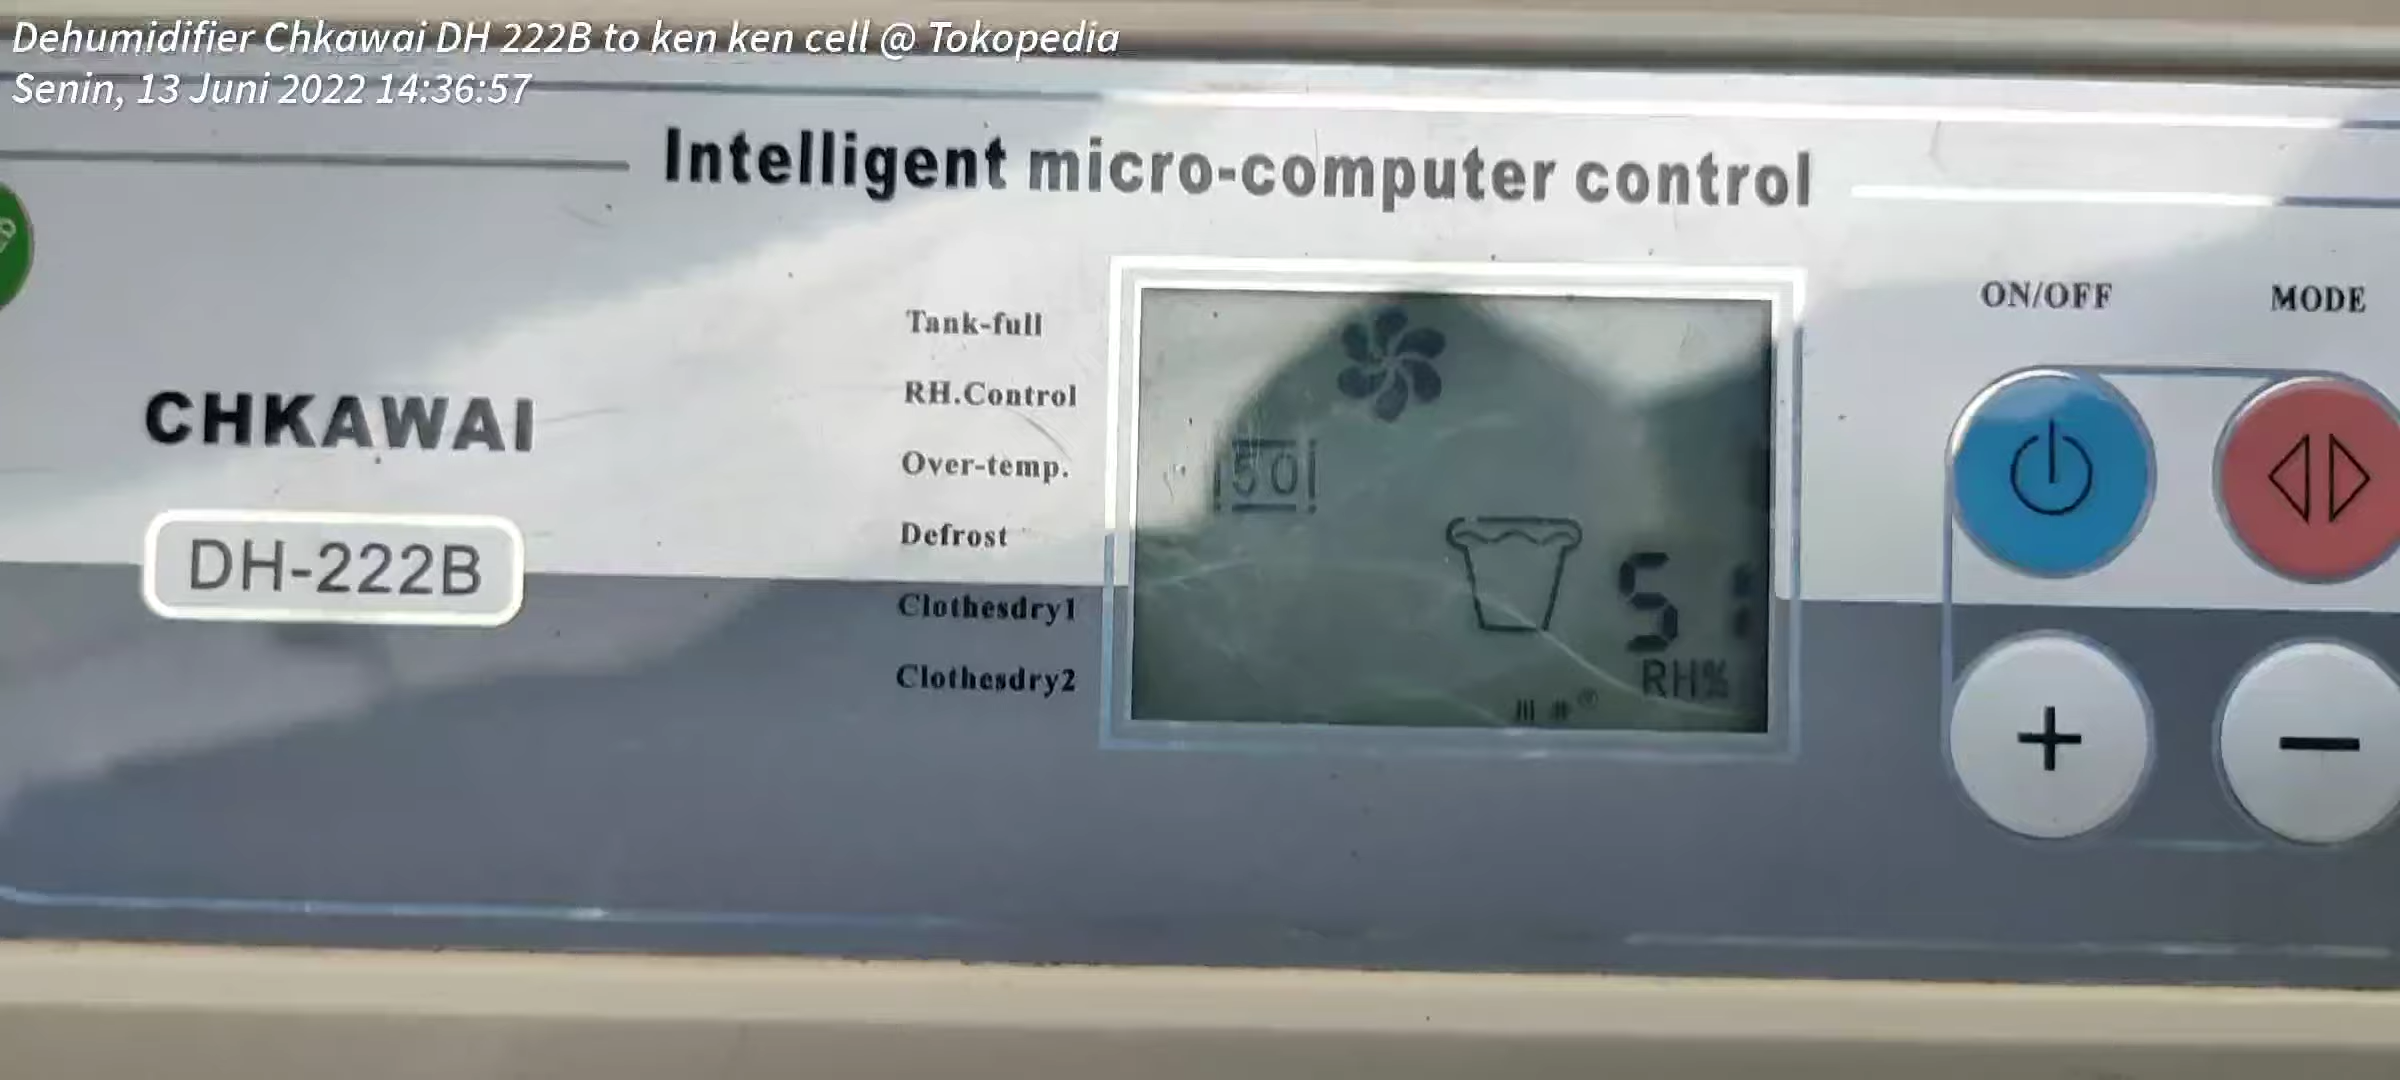 Dehumidifier Chkawai DH 222B to ken ken cell @ Tokopedia
Senin, 13 Juni 2022 14:36:57
Intelligent micro-computer control
CHKAWAI
DH-222B
Tank-full
RH.Control
Over-temp.
Defrost
Clothesdry1
Clothesdry2
50
51
RH%
ON/OFF
MODE
+
−